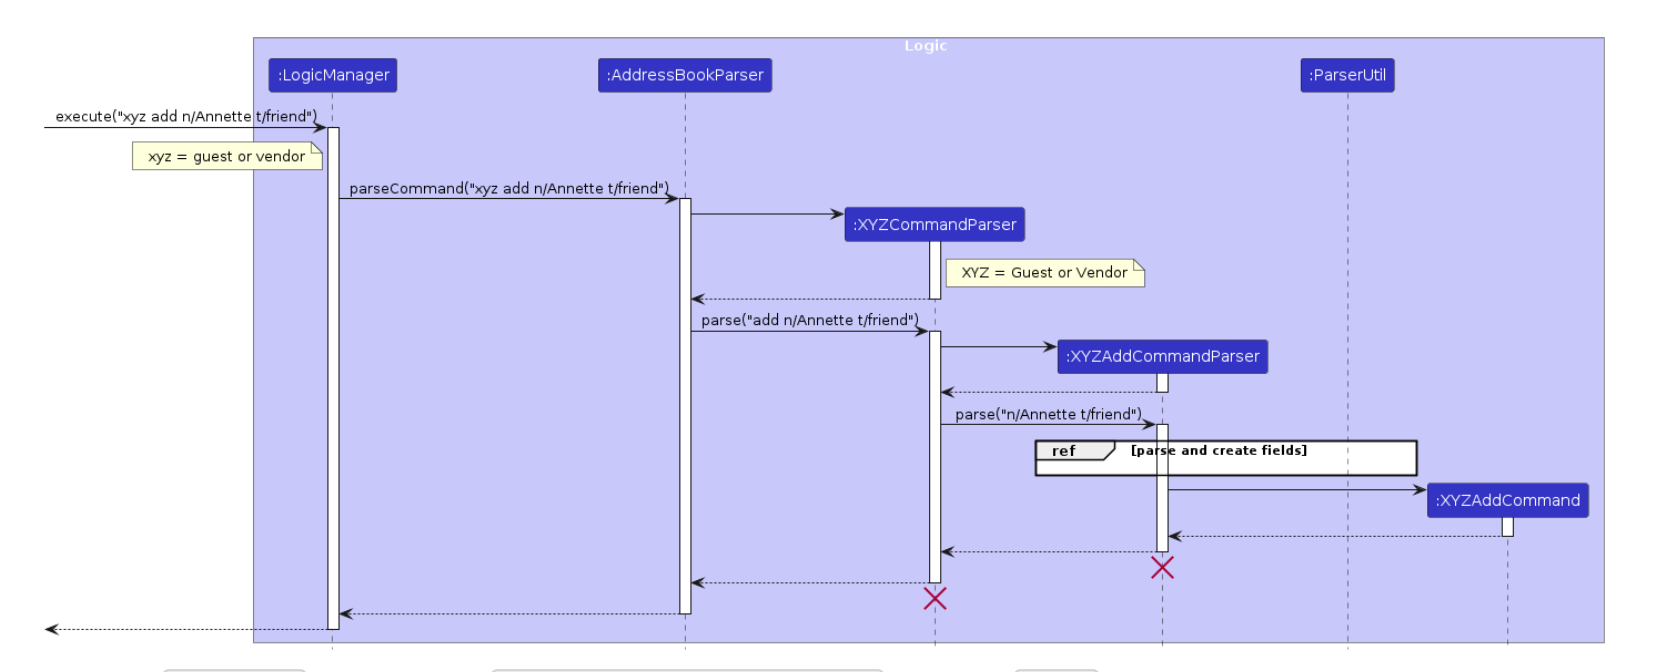 Logic
:LogicManager
:AddressBookParser
:ParserUtil
execute("xyz add n/Annette t/friend")
xyz = guest or vendor
parseCommand("xyz add n/Annette t/friend")
:XYZCommandParser
XYZ = Guest or Vendor
parse("add n/Annette t/friend")
:XYZAddCommandParser
parse("n/Annette t/friend")
ref
[parse and create fields]
:XYZAddCommand